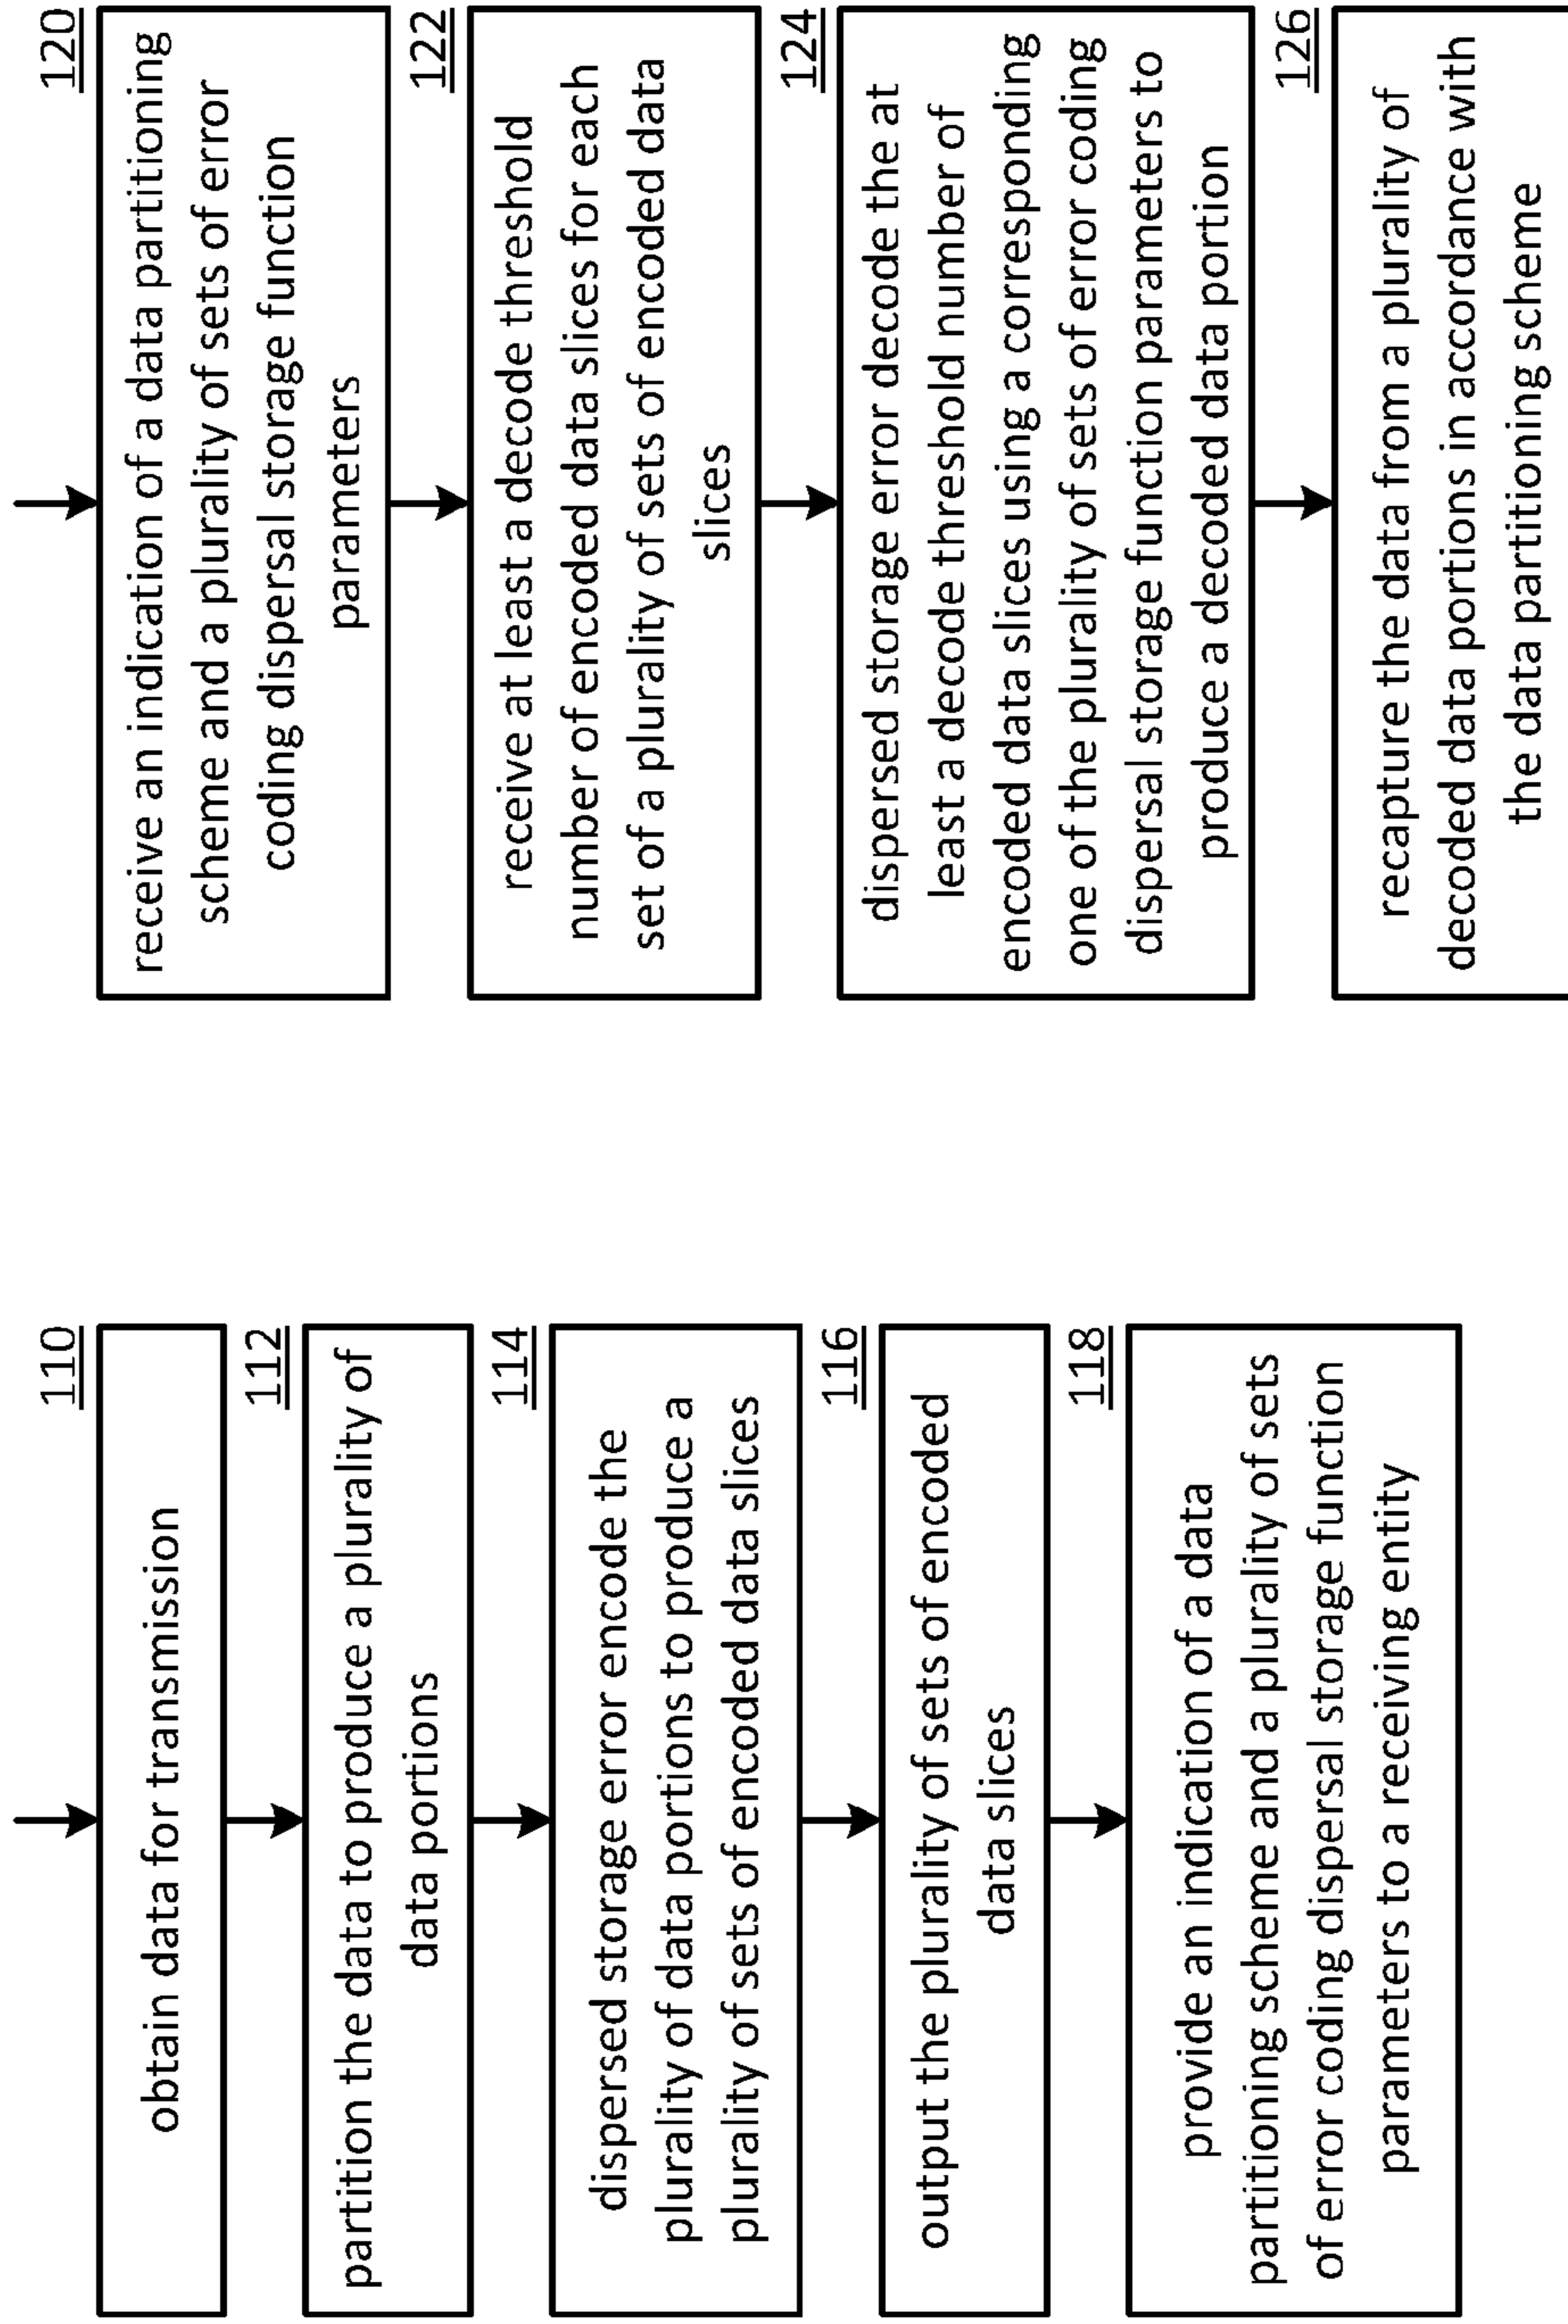 110
obtain data for transmission
112
partition the data to produce a plurality of
data portions
114
dispersed storage error encode the
plurality of data portions to produce a
plurality of sets of encoded data slices
116
output the plurality of sets of encoded
data slices
118
provide an indication of a data
partitioning scheme and a plurality of sets
of error coding dispersal storage function
parameters to a receiving entity
120
receive an indication of a data partitioning
scheme and a plurality of sets of error
coding dispersal storage function
parameters
122
receive at least a decode threshold
number of encoded data slices for each
set of a plurality of sets of encoded data
slices
124
dispersed storage error decode the at
least a decode threshold number of
encoded data slices using a corresponding
one of the plurality of sets of error coding
dispersal storage function parameters to
produce a decoded data portion
126
recapture the data from a plurality of
decoded data portions in accordance with
the data partitioning scheme